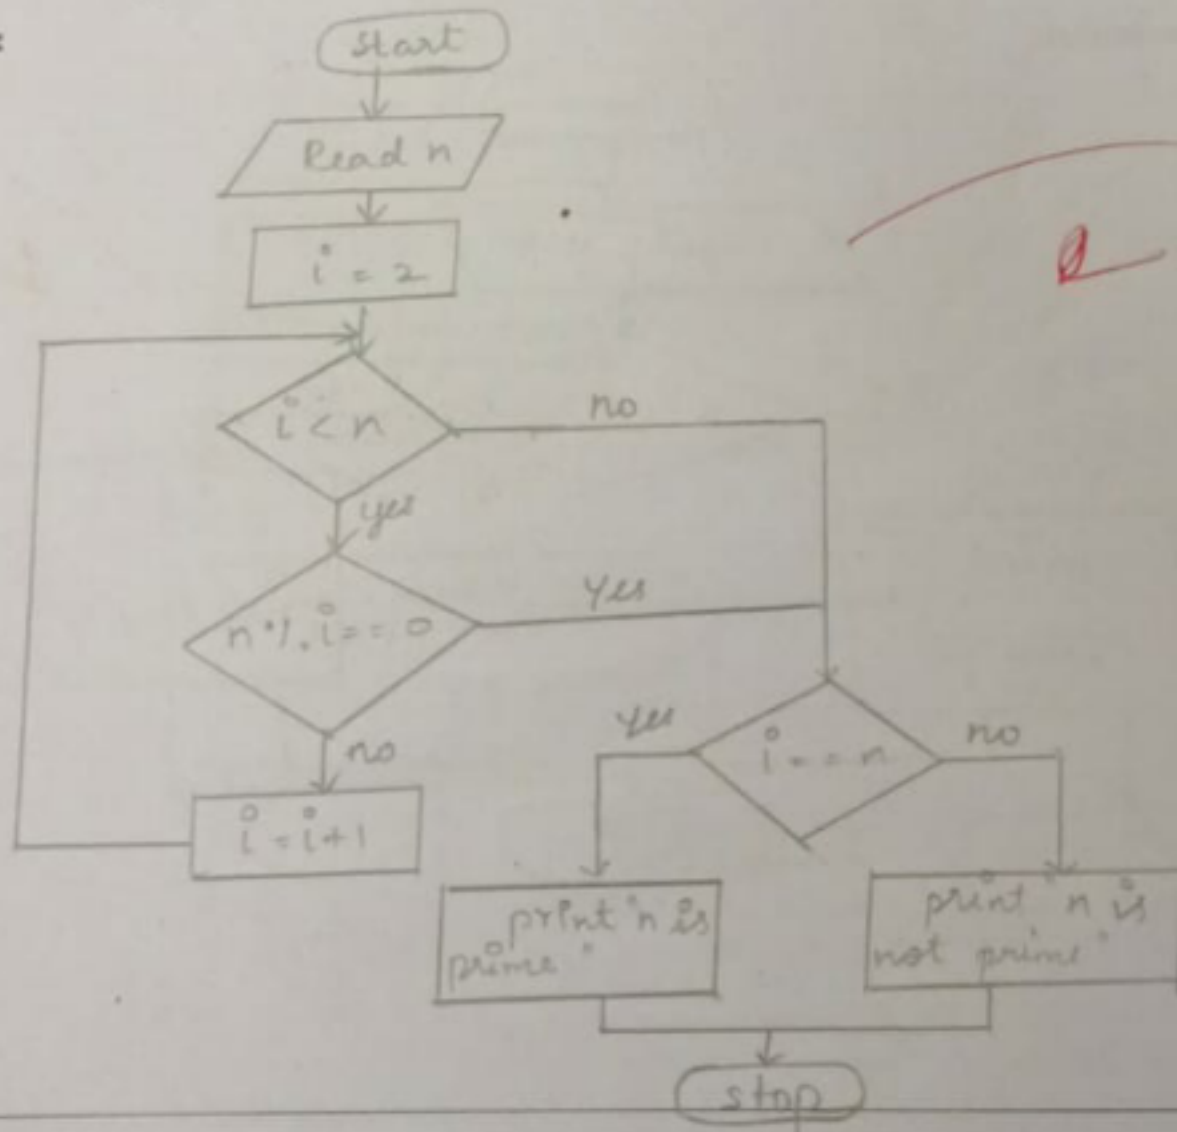 start
Read n
i = 2
i < n
no
yes
n % i == 0
yes
no
i = i+1
i == n
yes
no
print "n is
prime"
print "n is
not prime"
stop